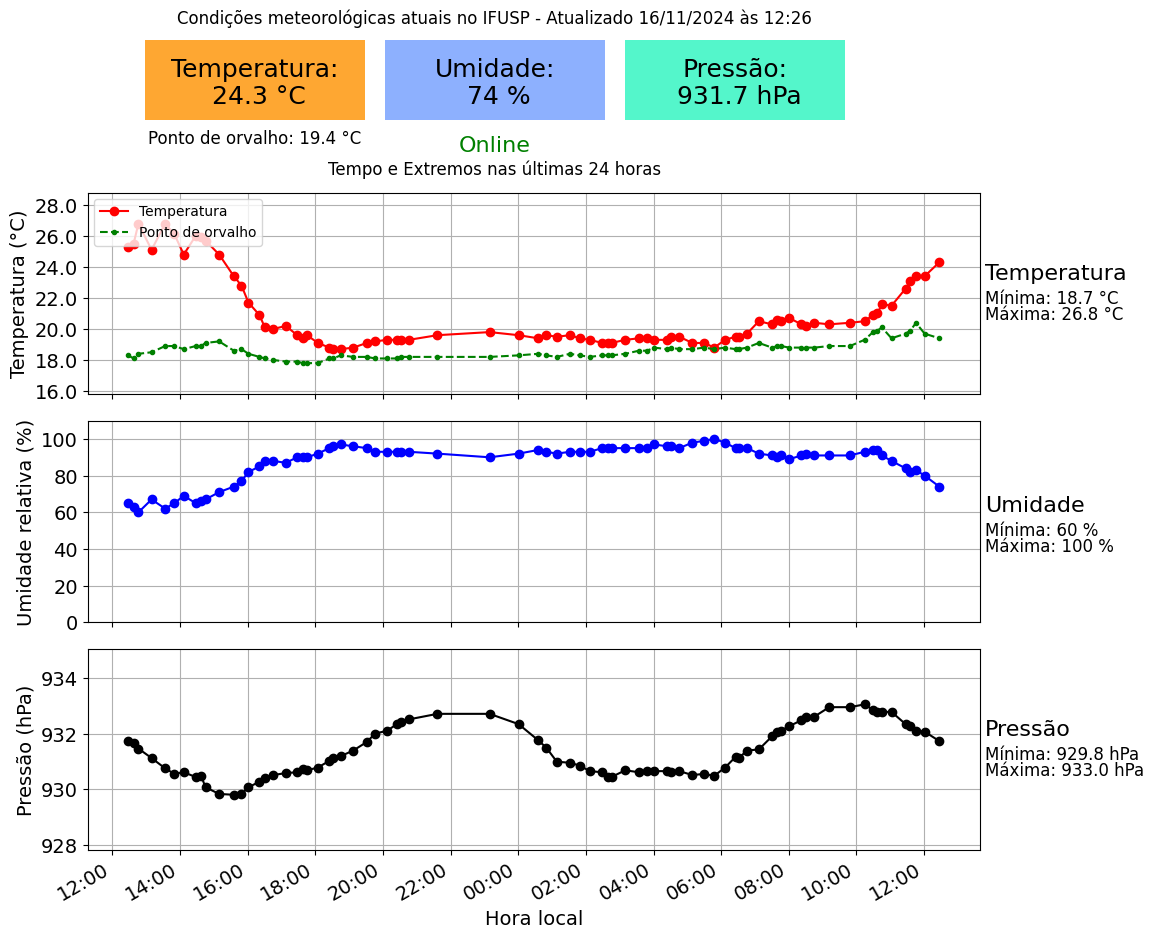 Condições meteorológicas atuais no IFUSP - Atualizado 16/11/2024 às 12:26
Temperatura:
24.3 °C
Umidade:
74 %
Pressão:
931.7 hPa
Ponto de orvalho: 19.4 °C
Online
Tempo e Extremos nas últimas 24 horas
Temperatura (°C)
28.0
26.0
24.0
22.0
20.0
18.0
16.0
Temperatura
Ponto de orvalho
Temperatura
Mínima: 18.7 °C
Máxima: 26.8 °C
Umidade relativa (%)
100
80
60
40
20
0
Umidade
Mínima: 60 %
Máxima: 100 %
Pressão (hPa)
934
932
930
928
Pressão
Mínima: 929.8 hPa
Máxima: 933.0 hPa
12:00
14:00
16:00
18:00
20:00
22:00
00:00
02:00
04:00
06:00
08:00
10:00
12:00
Hora local